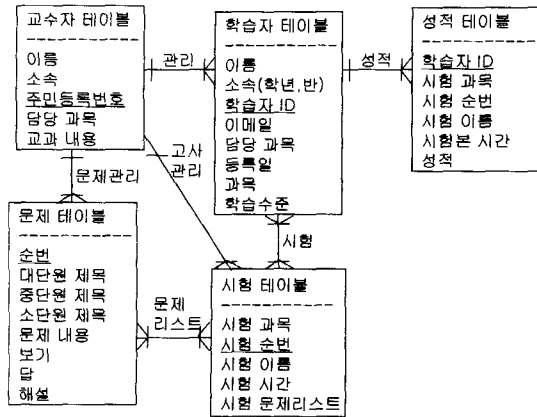 교수자 테이블
이름
소속
주민등록번호
담당 과목
교과 내용
관리
학습자 테이블
이름
소속(학년,반)
학습자 ID
이메일
담당 과목
등록일
과목
학습수준
성적
성적 테이블
학습자 ID
시험 과목
시험 순번
시험 이름
시험본 시간
성적
문제관리
고사
관리
시험
문제 테이블
순번
대단원 제목
중단원 제목
소단원 제목
문제 내용
보기
답
해설
문제
리스트
시험 테이블
시험 과목
시험 순번
시험 이름
시험 시간
시험 문제리스트